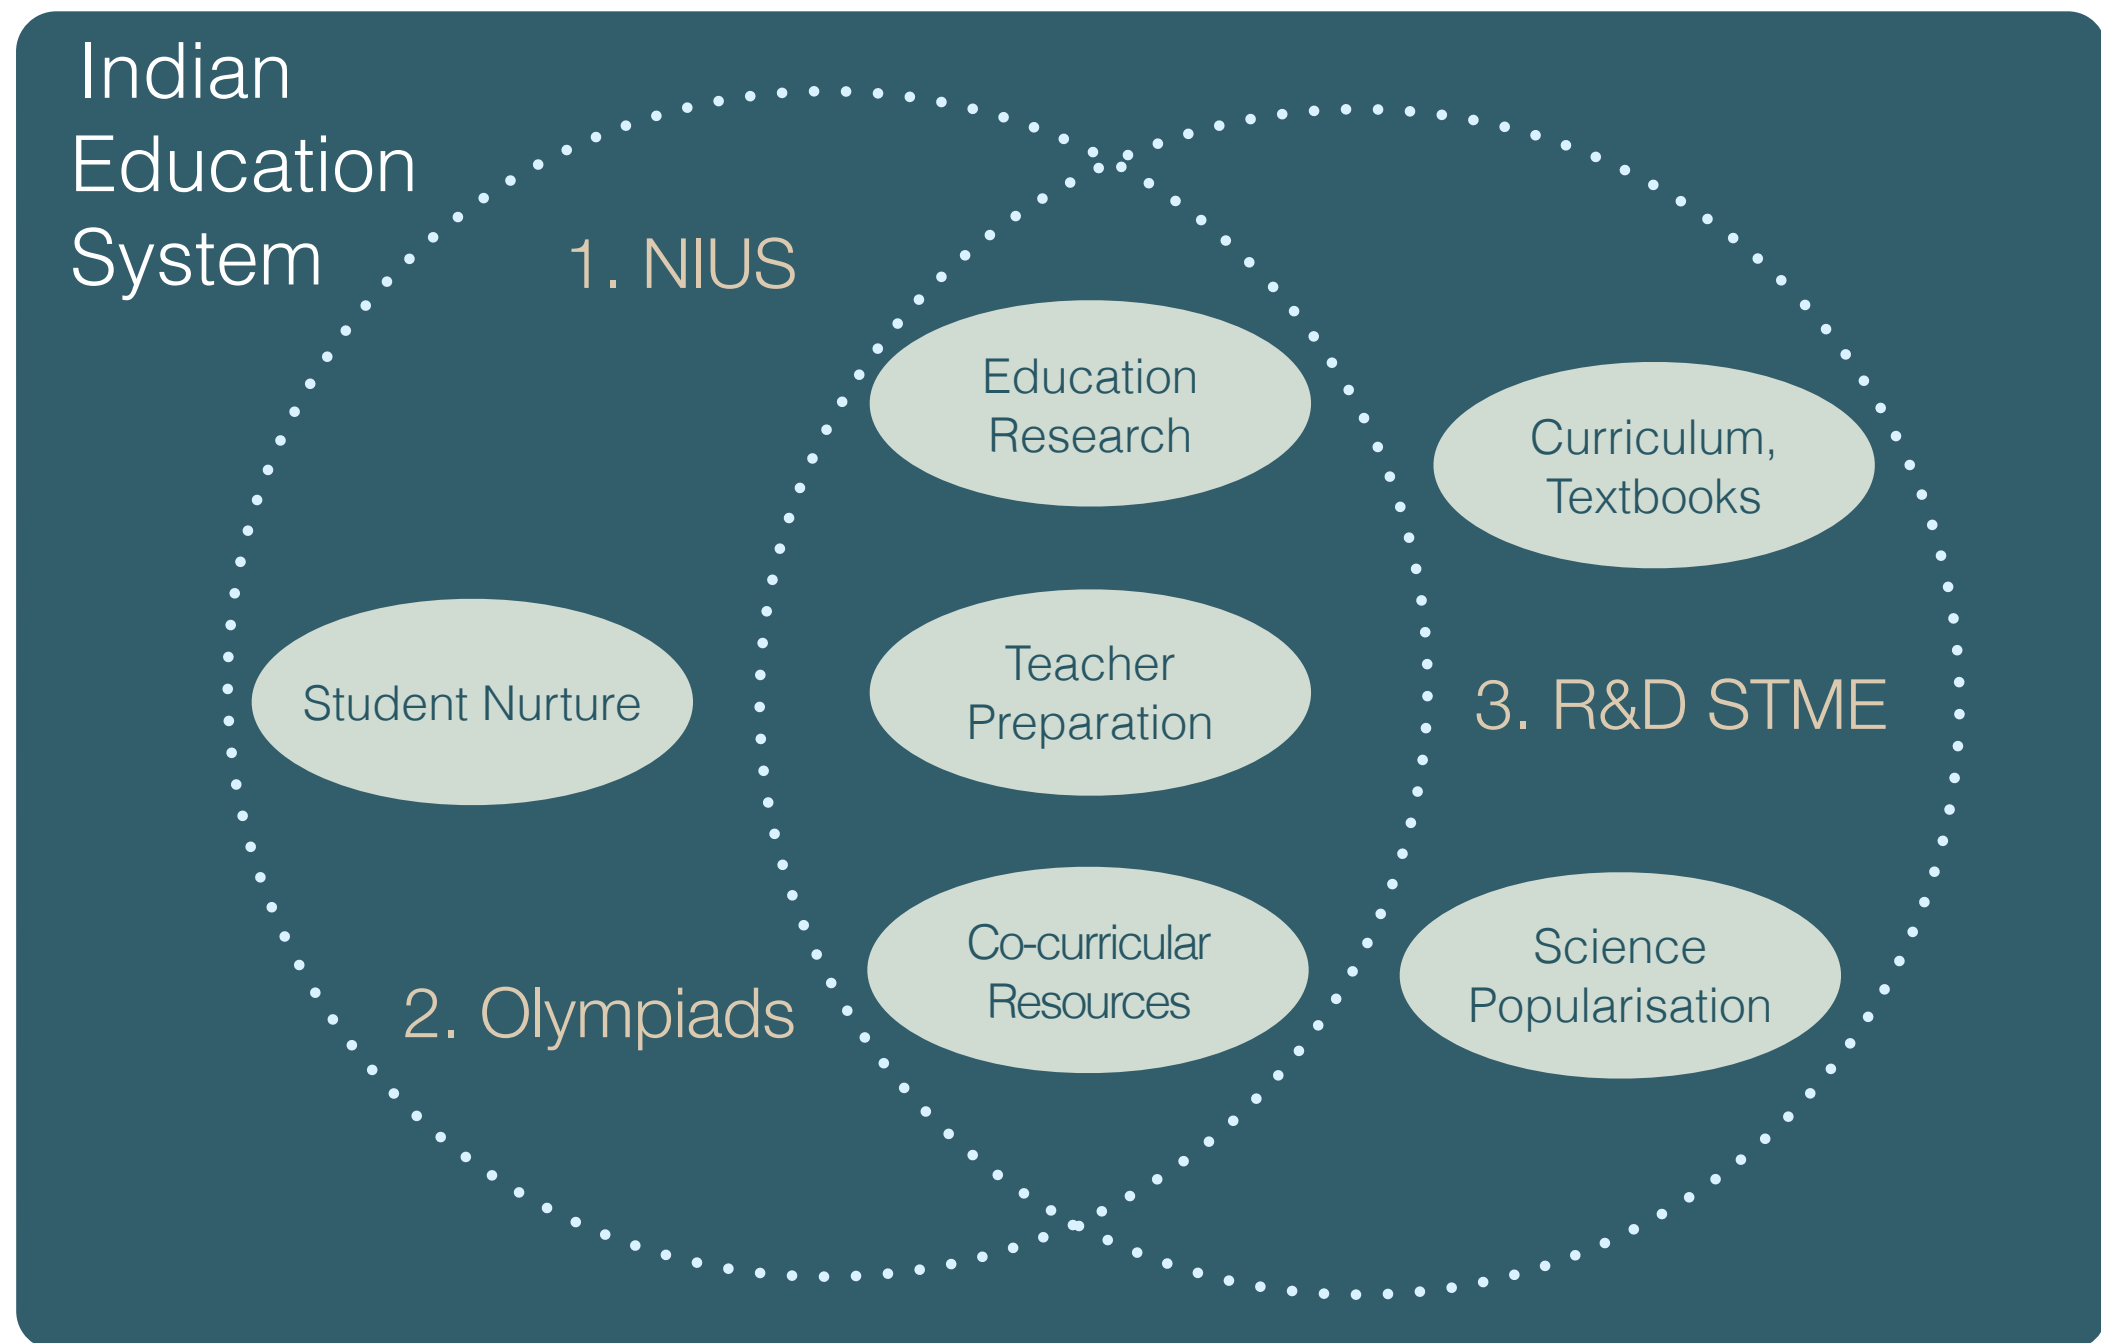 Indian
Education
System
1. NIUS
Education
Research
Curriculum,
Textbooks
Student Nurture
Teacher
Preparation
3. R&D STME
2. Olympiads
Co-curricular
Resources
Science
Popularisation